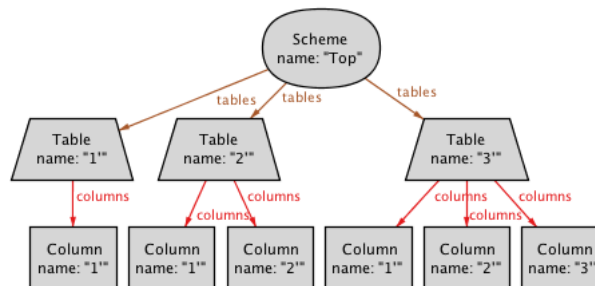 Scheme
name: "Top"
tables
tables
tables
Table
name: "1'"
Table
name: "2'"
Table
name: "3'"
columns
columns
columns
columns
columns
columns
Column
name: "1'"
Column
name: "1'"
Column
name: "2'"
Column
name: "1'"
Column
name: "2'"
Column
name: "3'"